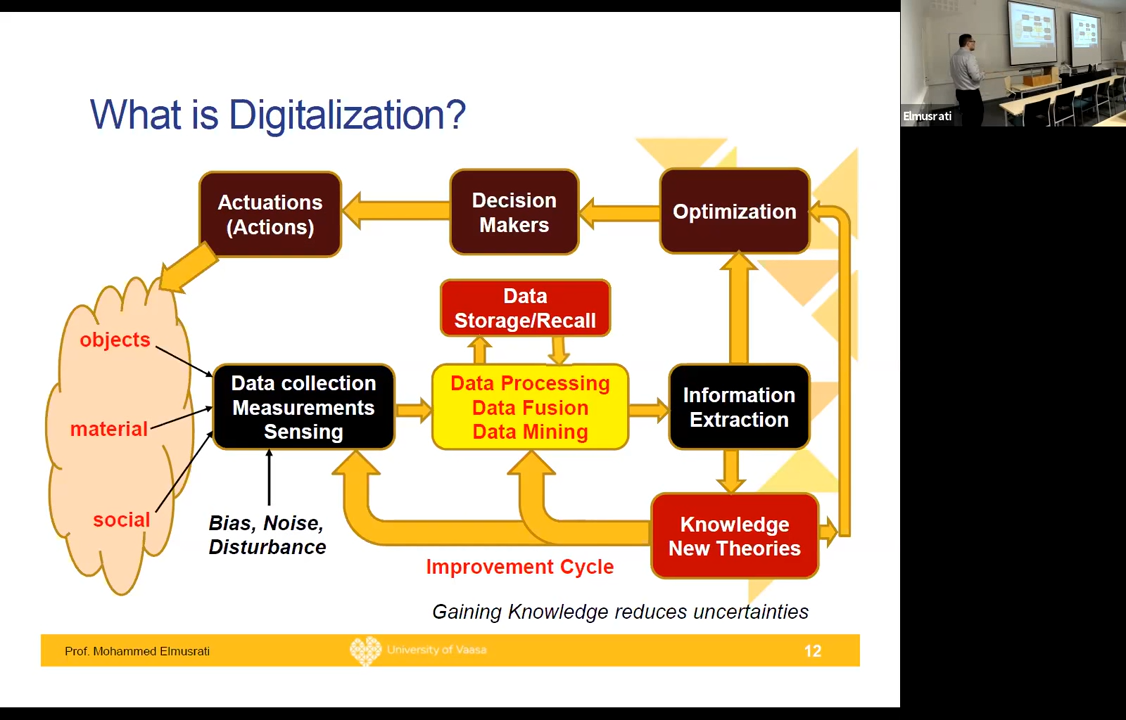 What is Digitalization?
Actuations
(Actions)
Decision
Makers
Optimization
Data
Storage/Recall
objects
material
social
Data collection
Measurements
Sensing
Data Processing
Data Fusion
Data Mining
Information
Extraction
Bias, Noise,
Disturbance
Knowledge
New Theories
Improvement Cycle
Gaining Knowledge reduces uncertainties
Prof. Mohammed Elmusrati
University of Vaasa
12
Elmusrati